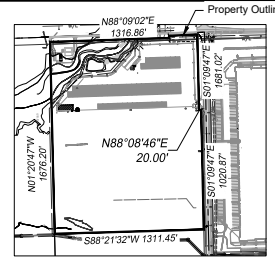 Property Outlin
N88°09'02"E
1316.86'
S01°09'47"E
1681.02'
N88°08'46"E
20.00'
N01°20'47"W
1676.20'
S01°09'47"E
1020.87'
S88°21'32"W 1311.45'